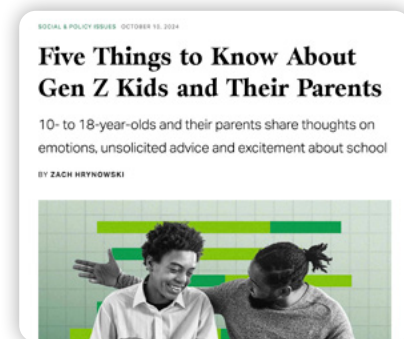 SOCIAL & POLICY ISSUES OCTOBER 10, 2024
Five Things to Know About
Gen Z Kids and Their Parents
10- to 18-year-olds and their parents share thoughts on
emotions, unsolicited advice and excitement about school
BY ZACH HRYNOWSKI